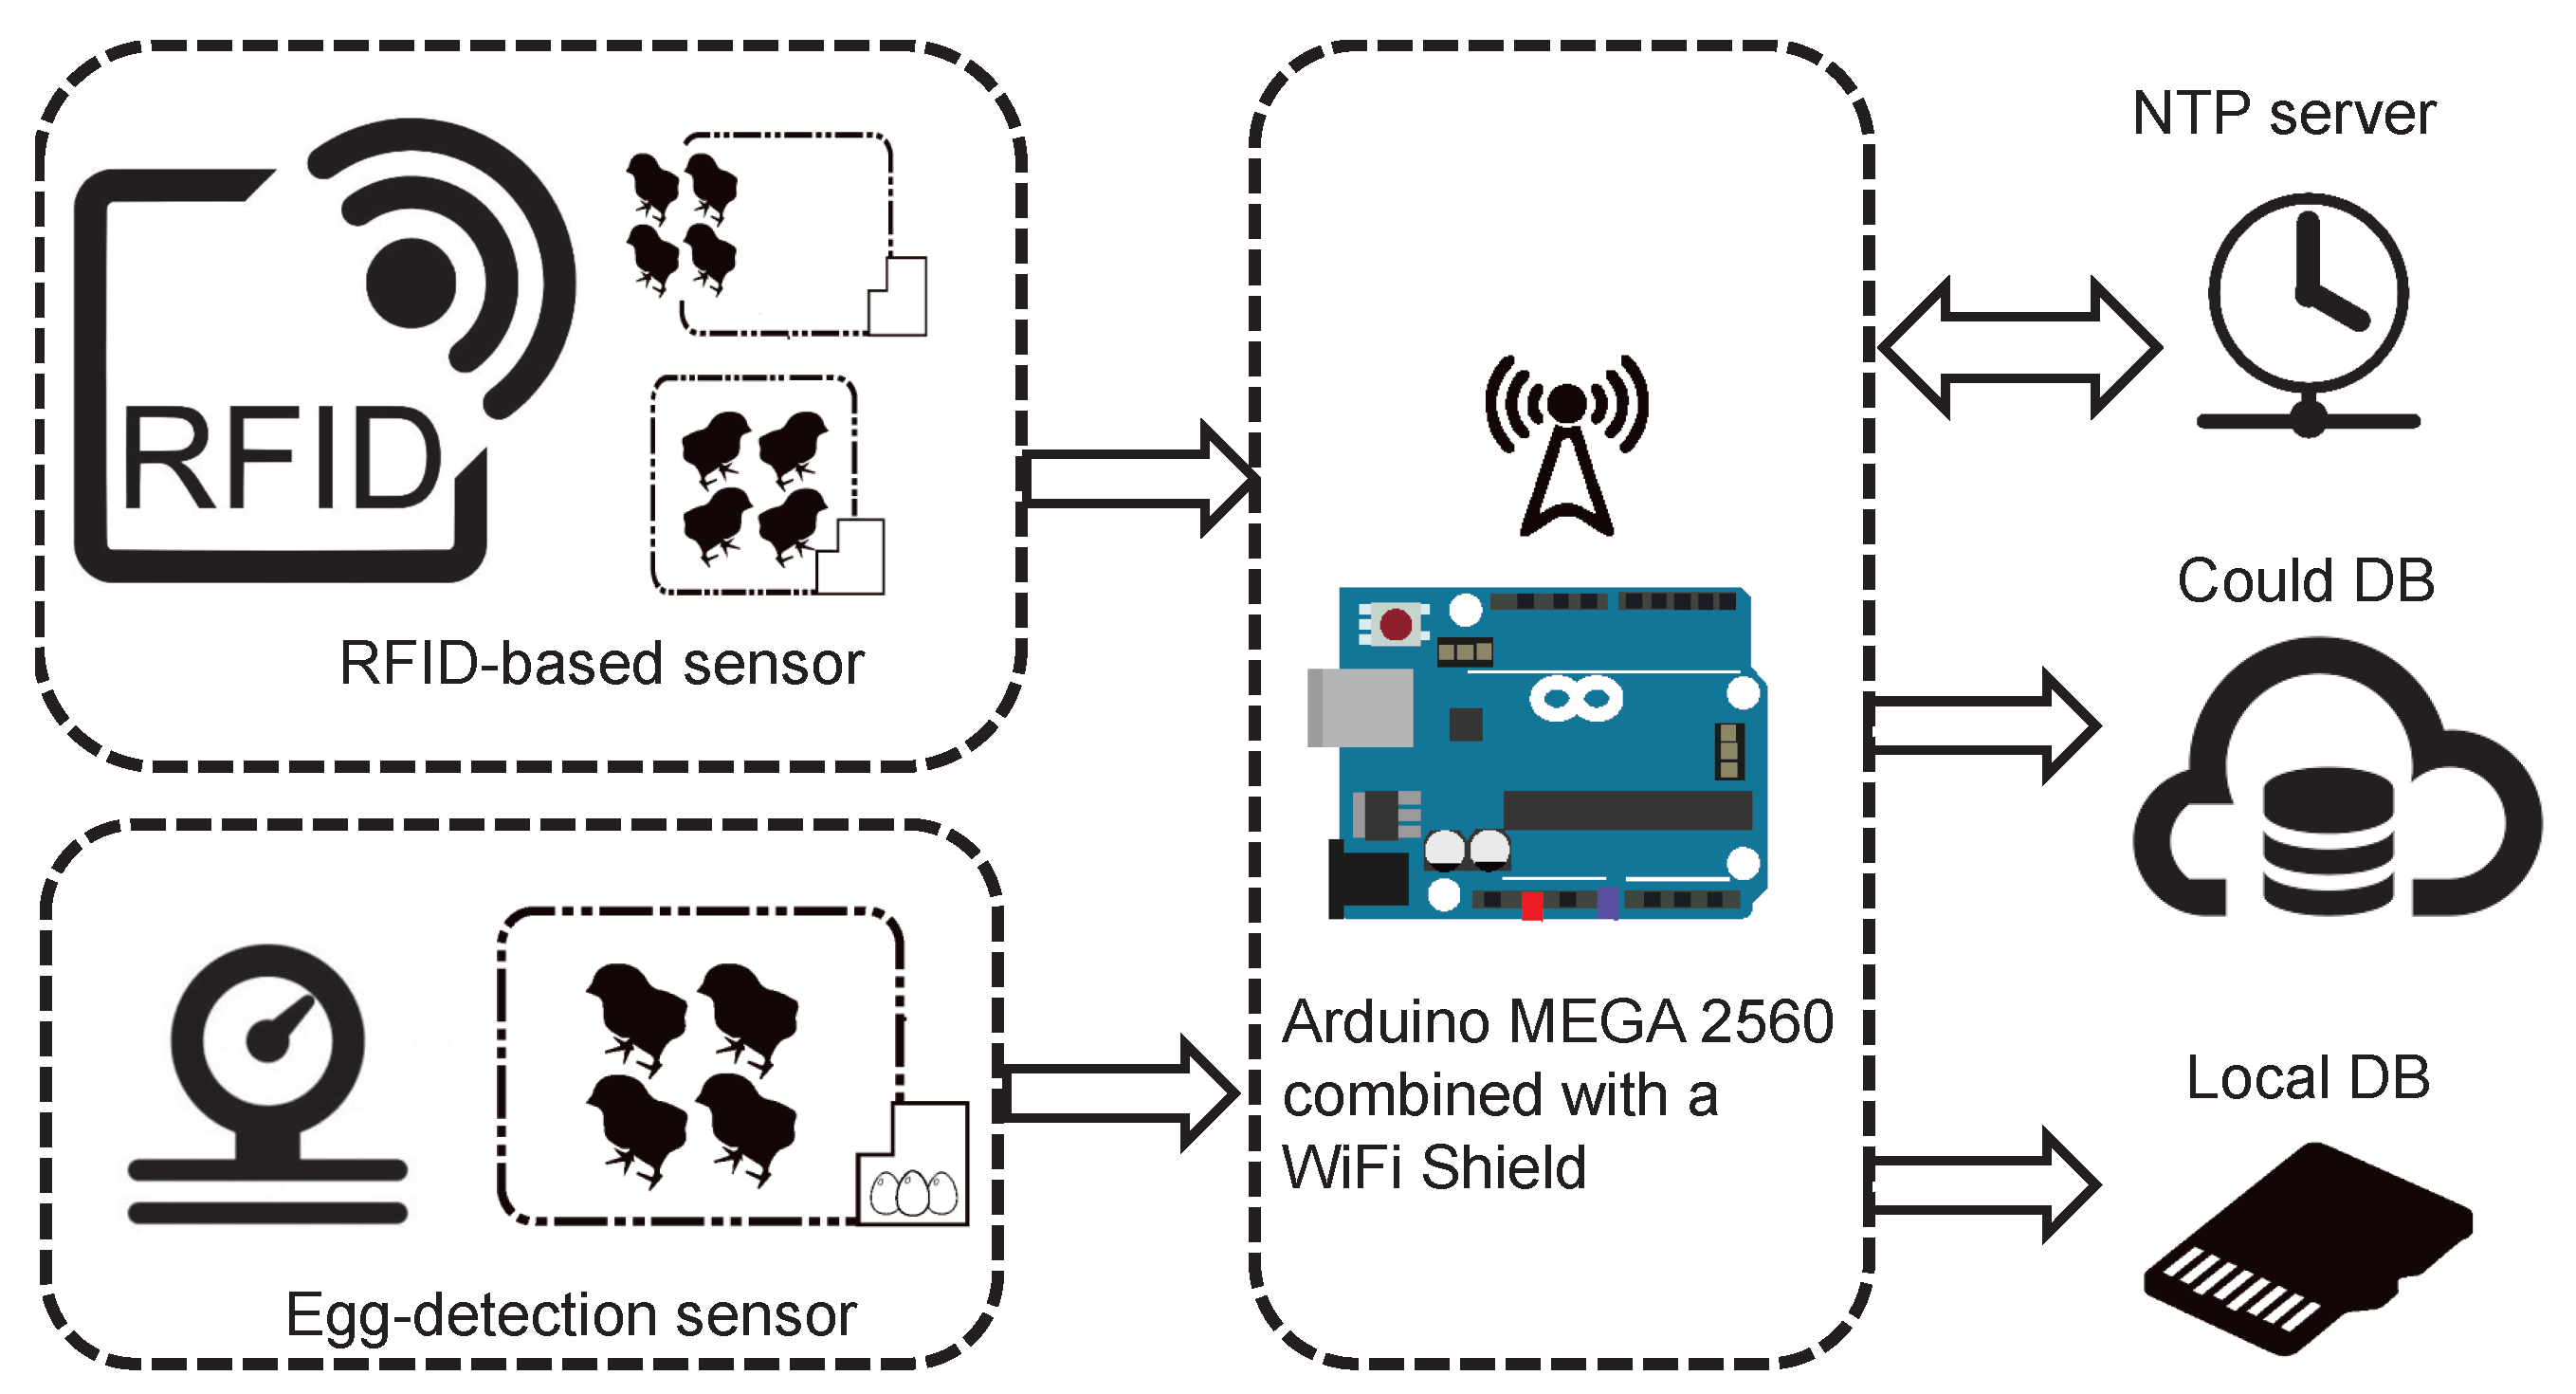 RFID
RFID-based sensor
Egg-detection sensor
Arduino MEGA 2560
combined with a
WiFi Shield
NTP server
Could DB
Local DB